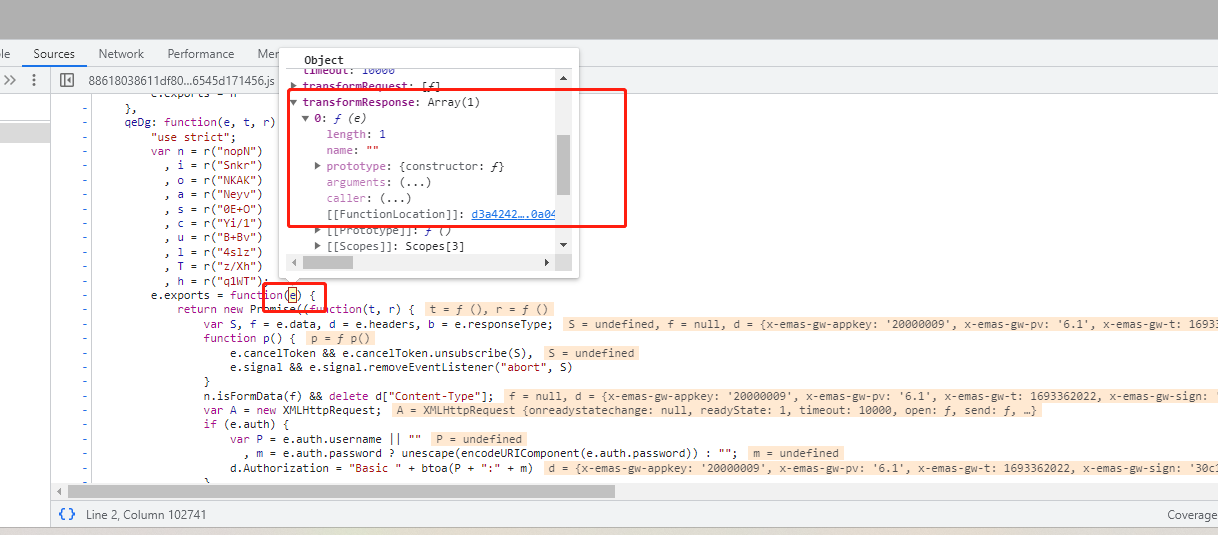 le Sources Network Performance Mem
88618038611df80...6545d171456.js
Object
timeout: 10000
transformRequest: [ƒ]
transformResponse: Array(1)
0: ƒ (e)
length: 1
name: ""
prototype: {constructor: ƒ}
arguments: (...)
caller: (...)
[[FunctionLocation]]: d3a4242….0a04
[[Prototype]]: ƒ ()
[[Scopes]]: Scopes[3]
e.exports = n
},
qeDg: function(e, t, r)
"use strict";
var n = r("nopN")
, i = r("Snkr")
, o = r("NKAK")
, a = r("Neyv")
, s = r("0E+O")
, c = r("Yi/1")
, u = r("B+Bv")
, l = r("4slz")
, T = r("z/Xh")
, h = r("q1WT");
e.exports = function(e) {
return new Promise((function(t, r) { t = ƒ (), r = ƒ ()
var S, f = e.data, d = e.headers, b = e.responseType; S = undefined, f = null, d = {x-emas-gw-appkey: '20000009', x-emas-gw-pv: '6.1', x-emas-gw-t: 1693
function p() { p = ƒ p()
e.cancelToken && e.cancelToken.unsubscribe(S), S = undefined
e.signal && e.signal.removeEventListener("abort", S)
}
n.isFormData(f) && delete d["Content-Type"]; f = null, d = {x-emas-gw-appkey: '20000009', x-emas-gw-pv: '6.1', x-emas-gw-t: 1693362022, x-emas-gw-sign: '
var A = new XMLHttpRequest; A = XMLHttpRequest {onreadystatechange: null, readyState: 1, timeout: 10000, open: ƒ, send: ƒ, …}
if (e.auth) {
var P = e.auth.username || "" P = undefined
, m = e.auth.password ? unescape(encodeURIComponent(e.auth.password)) : ""; m = undefined
d.Authorization = "Basic " + btoa(P + ":" + m) d = {x-emas-gw-appkey: '20000009', x-emas-gw-pv: '6.1', x-emas-gw-t: 1693362022, x-emas-gw-sign: '30c1
}
{} Line 2, Column 102741 Coverage